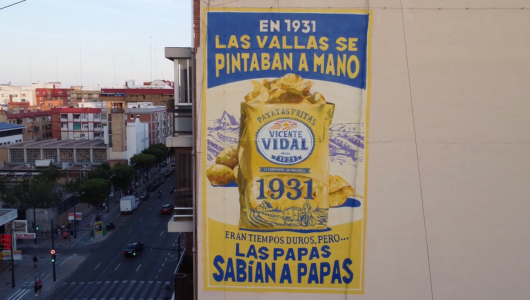 EN 1931
LAS VALLAS SE
PINTABAN A MANO
PATATAS FRITAS
VICENTE
VIDAL
1931
1931
ERAN TIEMPOS DUROS, PERO...
LAS PAPAS
SABÍAN A PAPAS